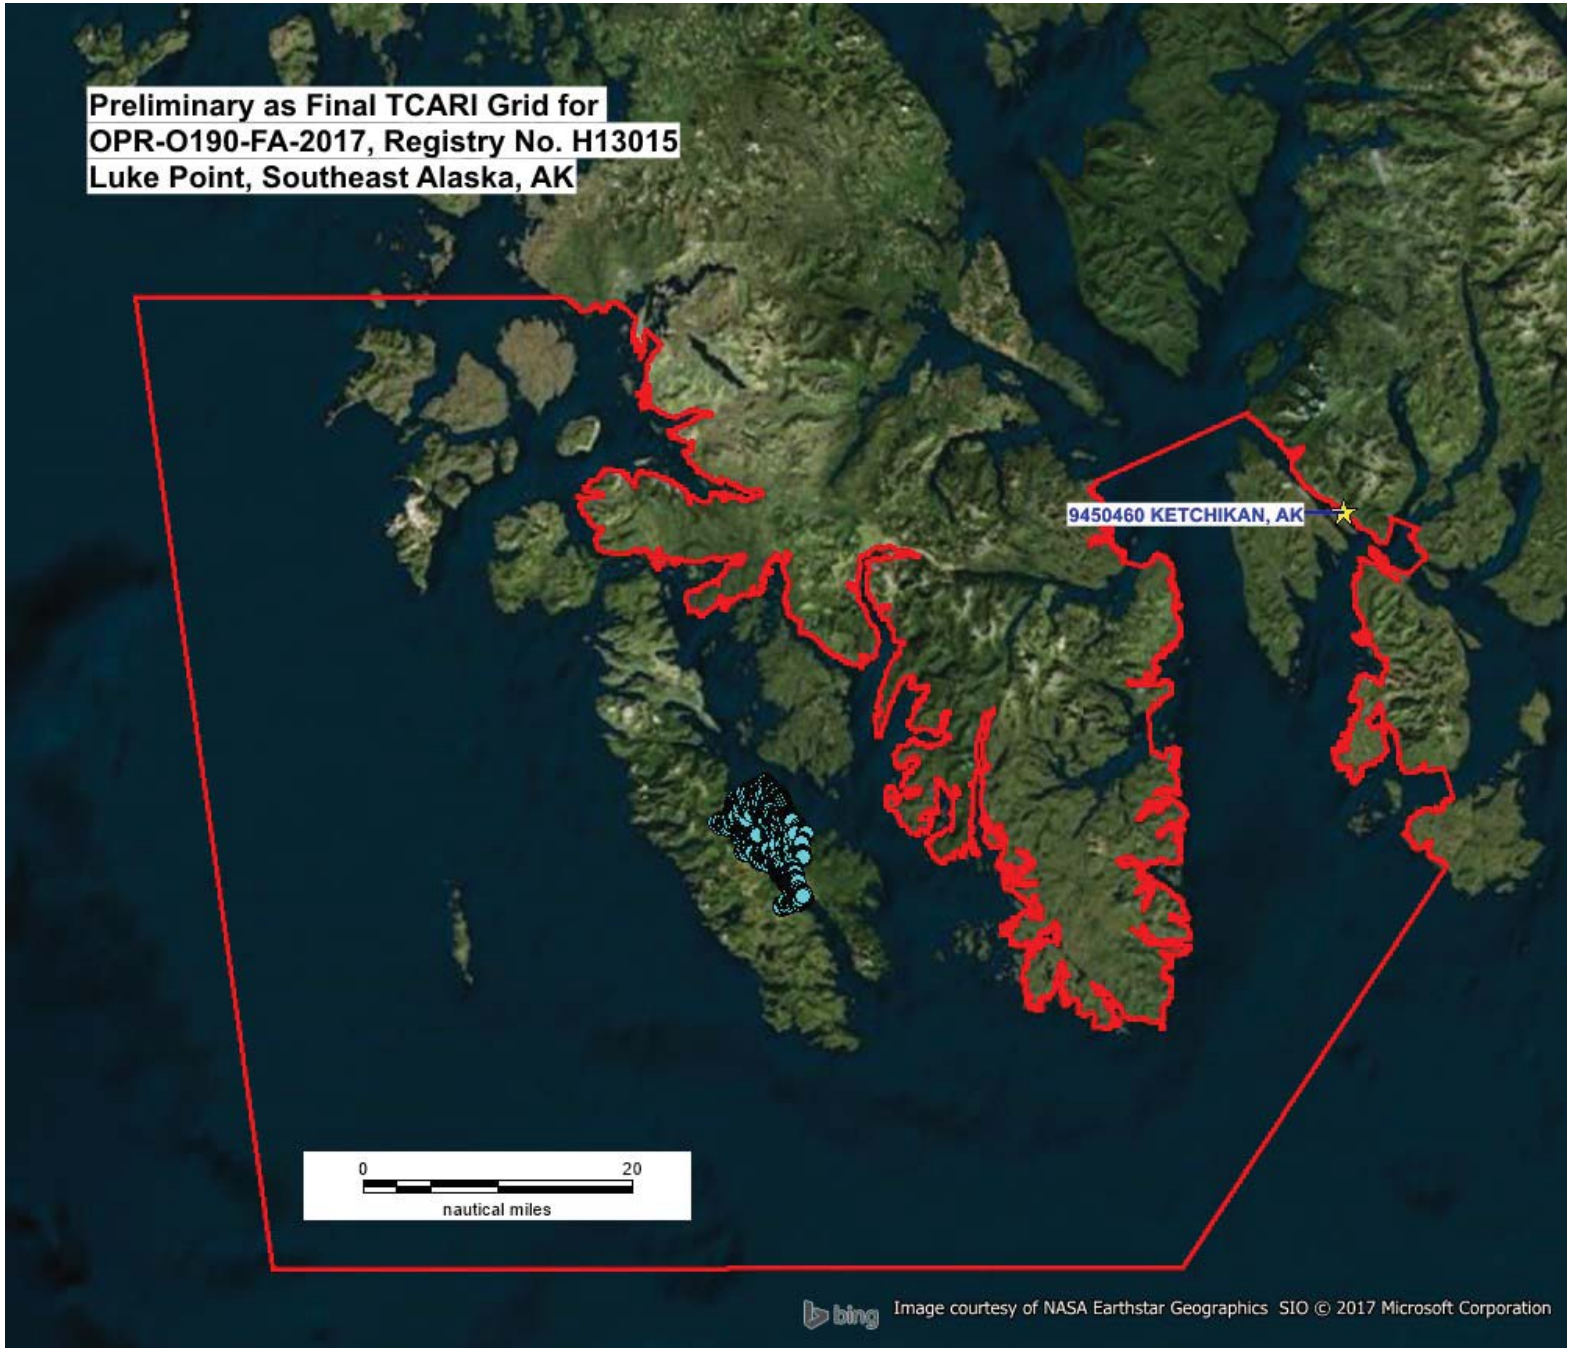 Preliminary as Final TCARI Grid for
OPR-O190-FA-2017, Registry No. H13015
Luke Point, Southeast Alaska, AK
9450460 KETCHIKAN, AK
0 20
nautical miles
bing Image courtesy of NASA Earthstar Geographics SIO © 2017 Microsoft Corporation